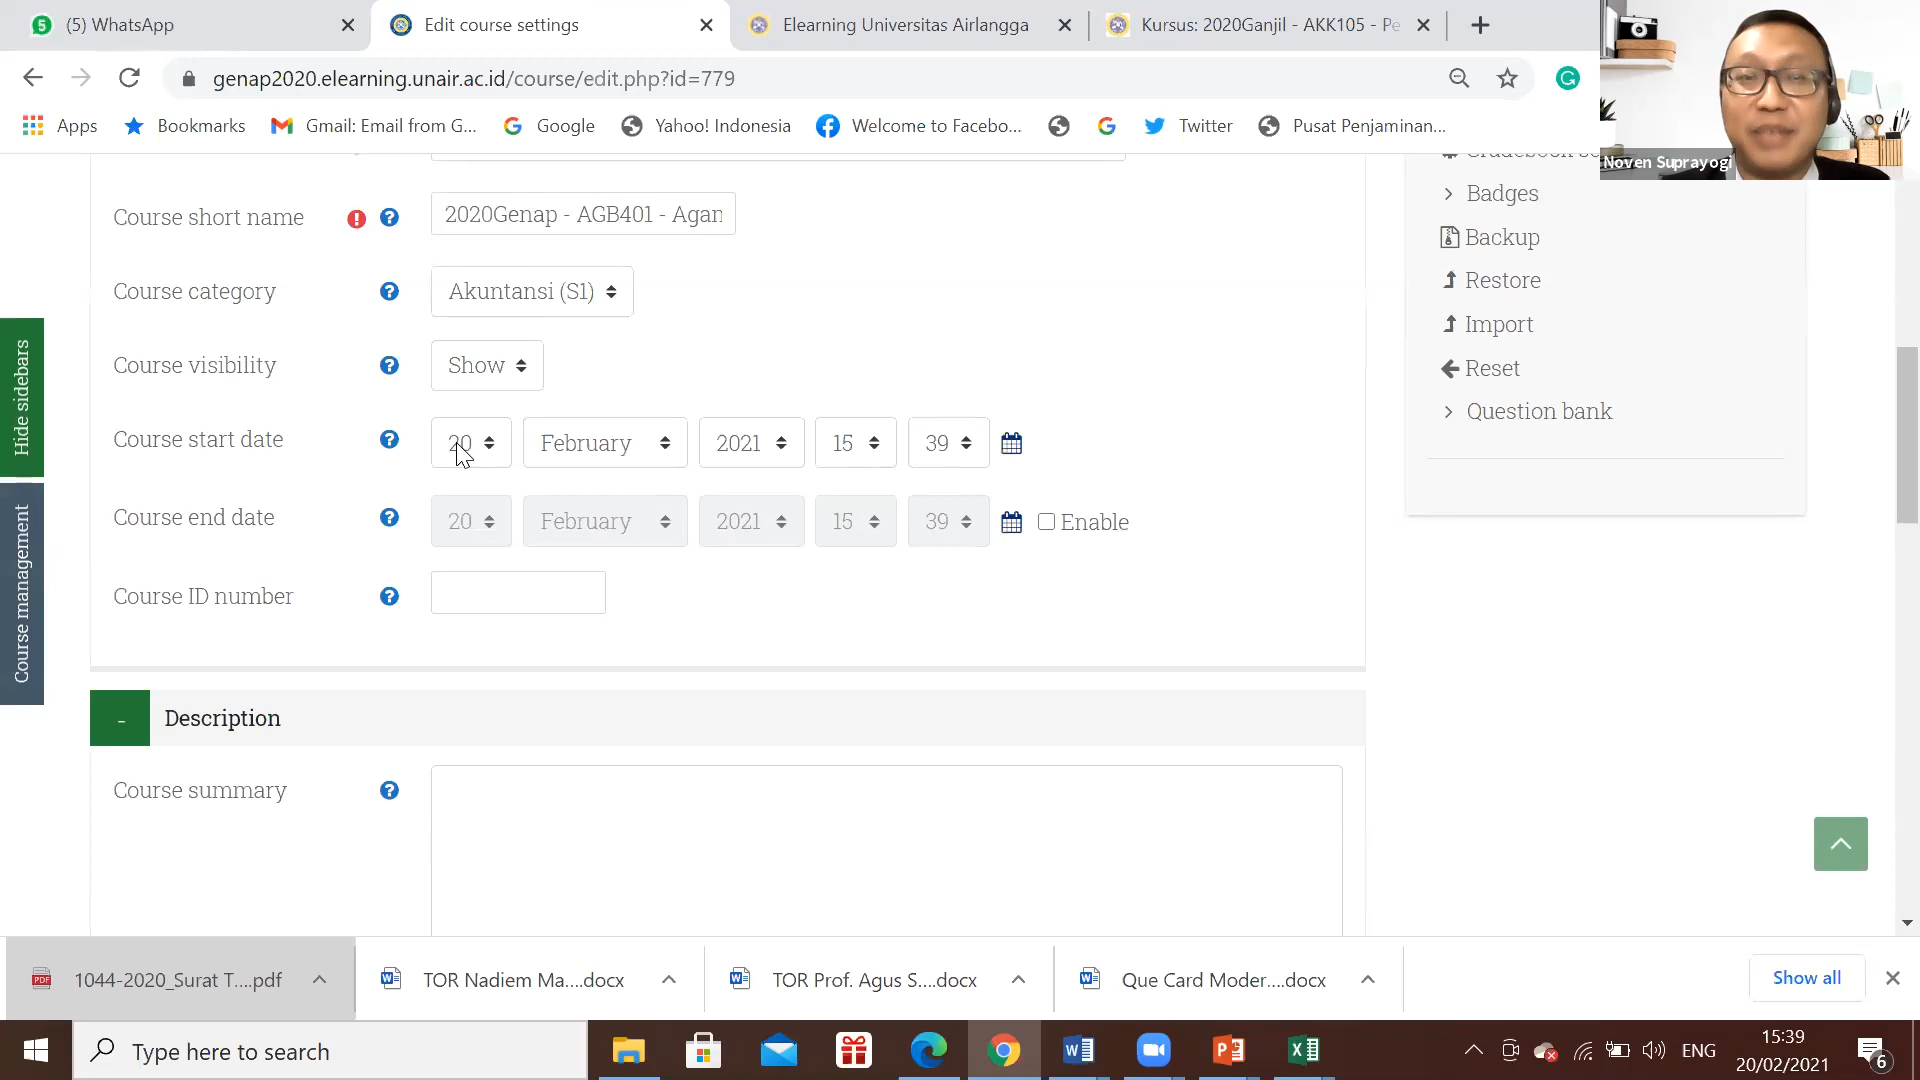 (5) WhatsApp
Edit course settings
Elearning Universitas Airlangga
Kursus: 2020Ganjil - AKK105 - Pe
genap2020.elearning.unair.ac.id/course/edit.php?id=779
Apps
Bookmarks
Gmail: Email from G...
Google
Yahoo! Indonesia
Welcome to Facebo...
Twitter
Pusat Penjaminan...
Noven Suprayogi
Course short name
2020Genap - AGB401 - Agam
Course category
Akuntansi (S1)
Course visibility
Show
Course start date
20 February 2021 15 39
Course end date
20 February 2021 15 39 Enable
Course ID number
- Description
Course summary
Hide sidebars
Course management
Badges
Backup
Restore
Import
Reset
Question bank
1044-2020_Surat T....pdf
TOR Nadiem Ma....docx
TOR Prof. Agus S....docx
Que Card Moder....docx
Show all
Type here to search
ENG
15:39
20/02/2021
6